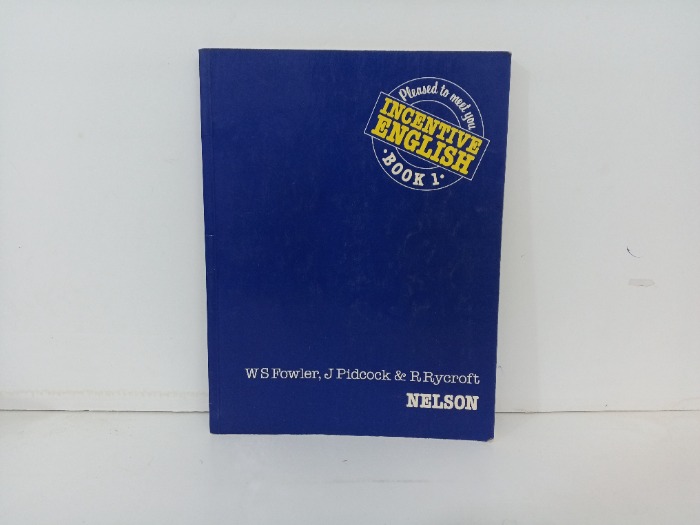 Pleased to meet you
INCENTIVE
ENGLISH
·BOOK 1·
W S Fowler, J Pidcock & R Rycroft
NELSON